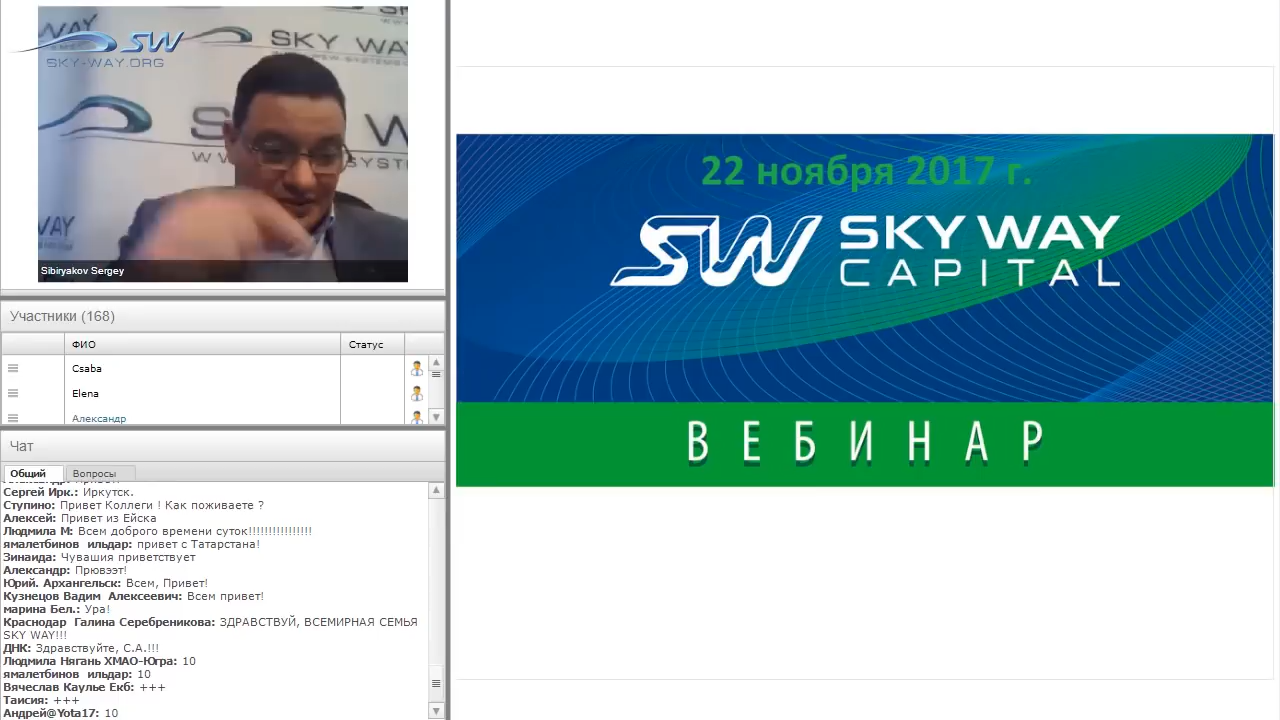 SW
SKY-WAY.ORG
SKY WAY
Sibiryakov Sergey
Участники (168)
ФИО
Статус
Csaba
Elena
Александр
Чат
Общий
Вопросы
Сергей Ирк.: Иркутск.
Ступино: Привет Коллеги ! Как поживаете ?
Алексей: Привет из Ейска
Людмила М: Всем доброго времени суток!!!!!!!!!!!!!!!!
ямалетбинов ильдар: привет с Татарстана!
Зинаида: Чувашия приветствует
Александр: Прювээт!
Юрий. Архангельск: Всем, Привет!
Кузнецов Вадим Алексеевич: Всем привет!
марина Бел.: Ура!
Краснодар Галина Серебреникова: ЗДРАВСТВУЙ, ВСЕМИРНАЯ СЕМЬЯ
SKY WAY!!!
ДНК: Здравствуйте, С.А.!!!
Людмила Нягань ХМАО-Югра: 10
ямалетбинов ильдар: 10
Вячеслав Каулье Екб: +++
Таисия: +++
Андрей@Yota17: 10
22 ноября 2017 г.
SW SKY WAY
CAPITAL
ВЕБИНАР